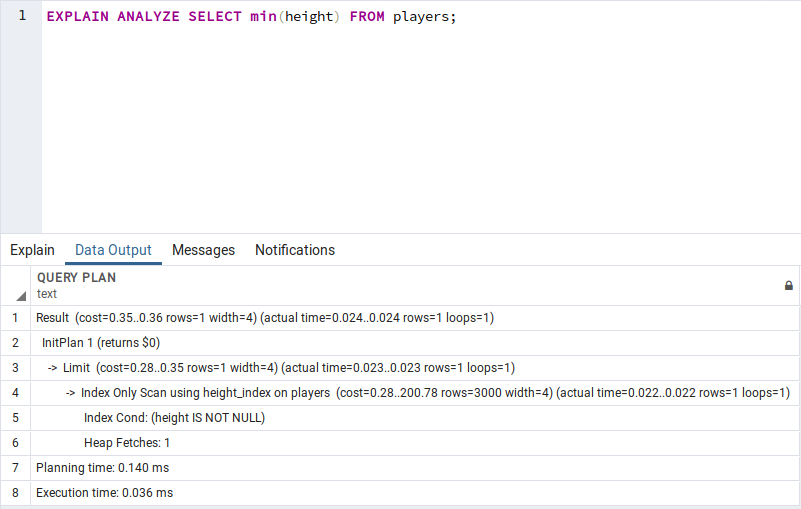 1 EXPLAIN ANALYZE SELECT min(height) FROM players;
Explain Data Output Messages Notifications
QUERY PLAN
text
1 Result (cost=0.35..0.36 rows=1 width=4) (actual time=0.024..0.024 rows=1 loops=1)
2 InitPlan 1 (returns $0)
3 -> Limit (cost=0.28..0.35 rows=1 width=4) (actual time=0.023..0.023 rows=1 loops=1)
4 -> Index Only Scan using height_index on players (cost=0.28..200.78 rows=3000 width=4) (actual time=0.022..0.022 rows=1 loops=1)
5 Index Cond: (height IS NOT NULL)
6 Heap Fetches: 1
7 Planning time: 0.140 ms
8 Execution time: 0.036 ms